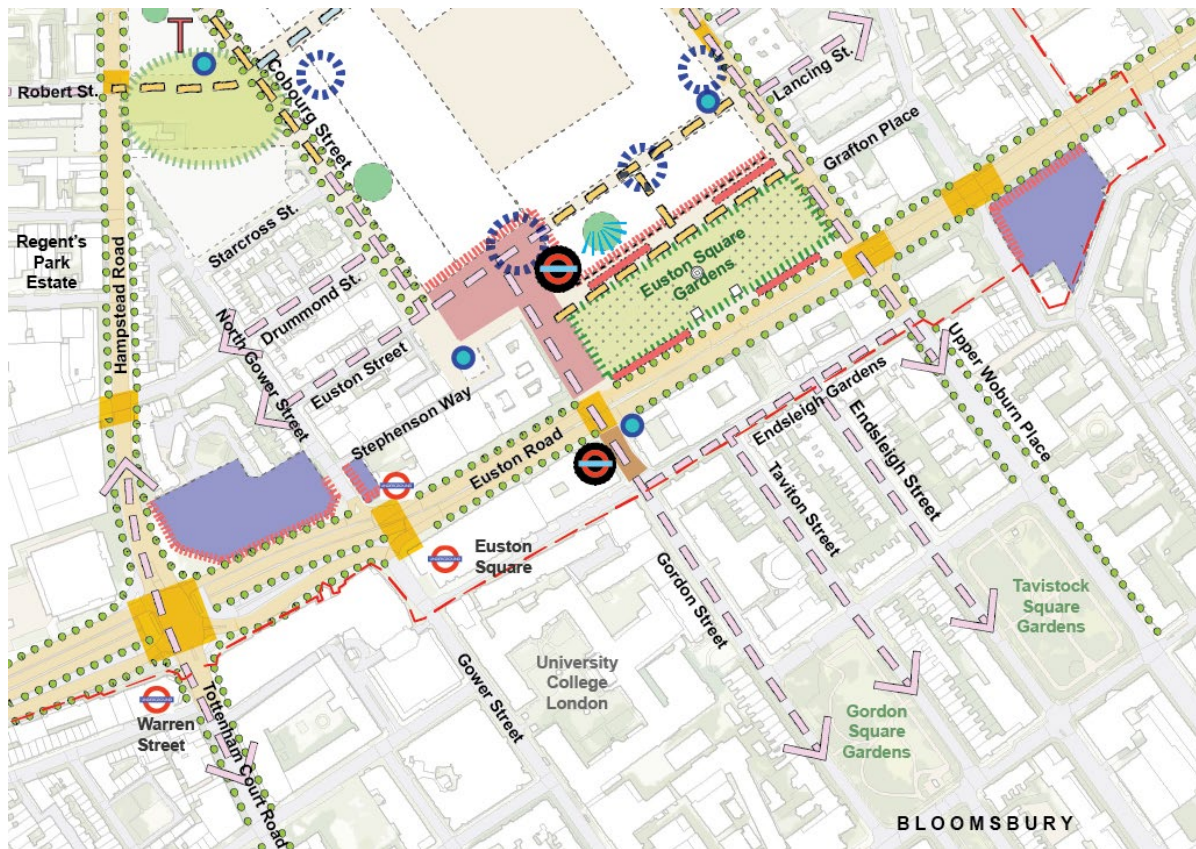 T
Cobourg Street
Robert St.
Lancing St.
Grafton Place
Hampstead Road
Starcross St.
Regent's
Park
Estate
Euston Square
Gardens
Drummond St.
North Gower Street
Euston Street
Stephenson Way
Endsleigh Gardens
Upper Woburn Place
Euston Road
Endsleigh Street
Taviton Street
Euston
Square
Gordon Street
Tavistock
Square
Gardens
University
College
London
Gower Street
Warren
Street
Tottenham Court Road
Gordon
Square
Gardens
BLOOMSBURY